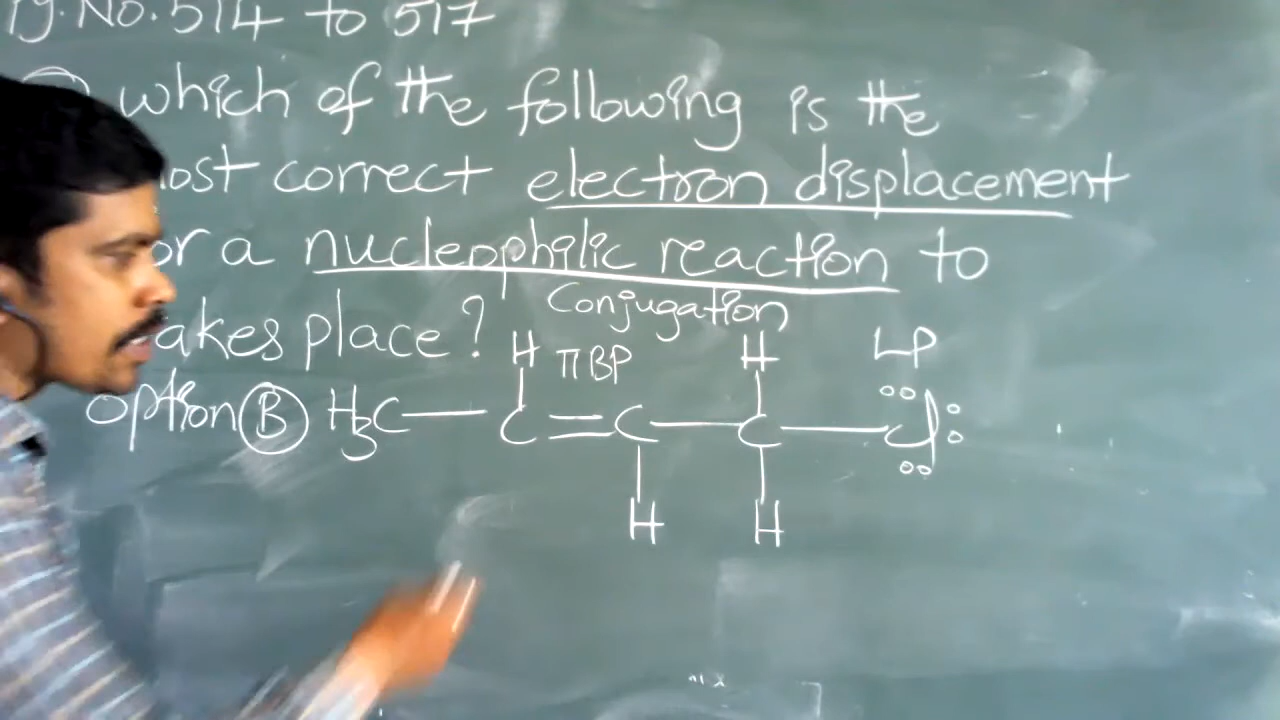 Pg.No. 514 to 517
which of the following is the
ost correct electron displacement
or a nucleophilic reaction to
akes place? Conjugation
H πBP H LP
option (B) H₃C — C = C — C — Cl
H H